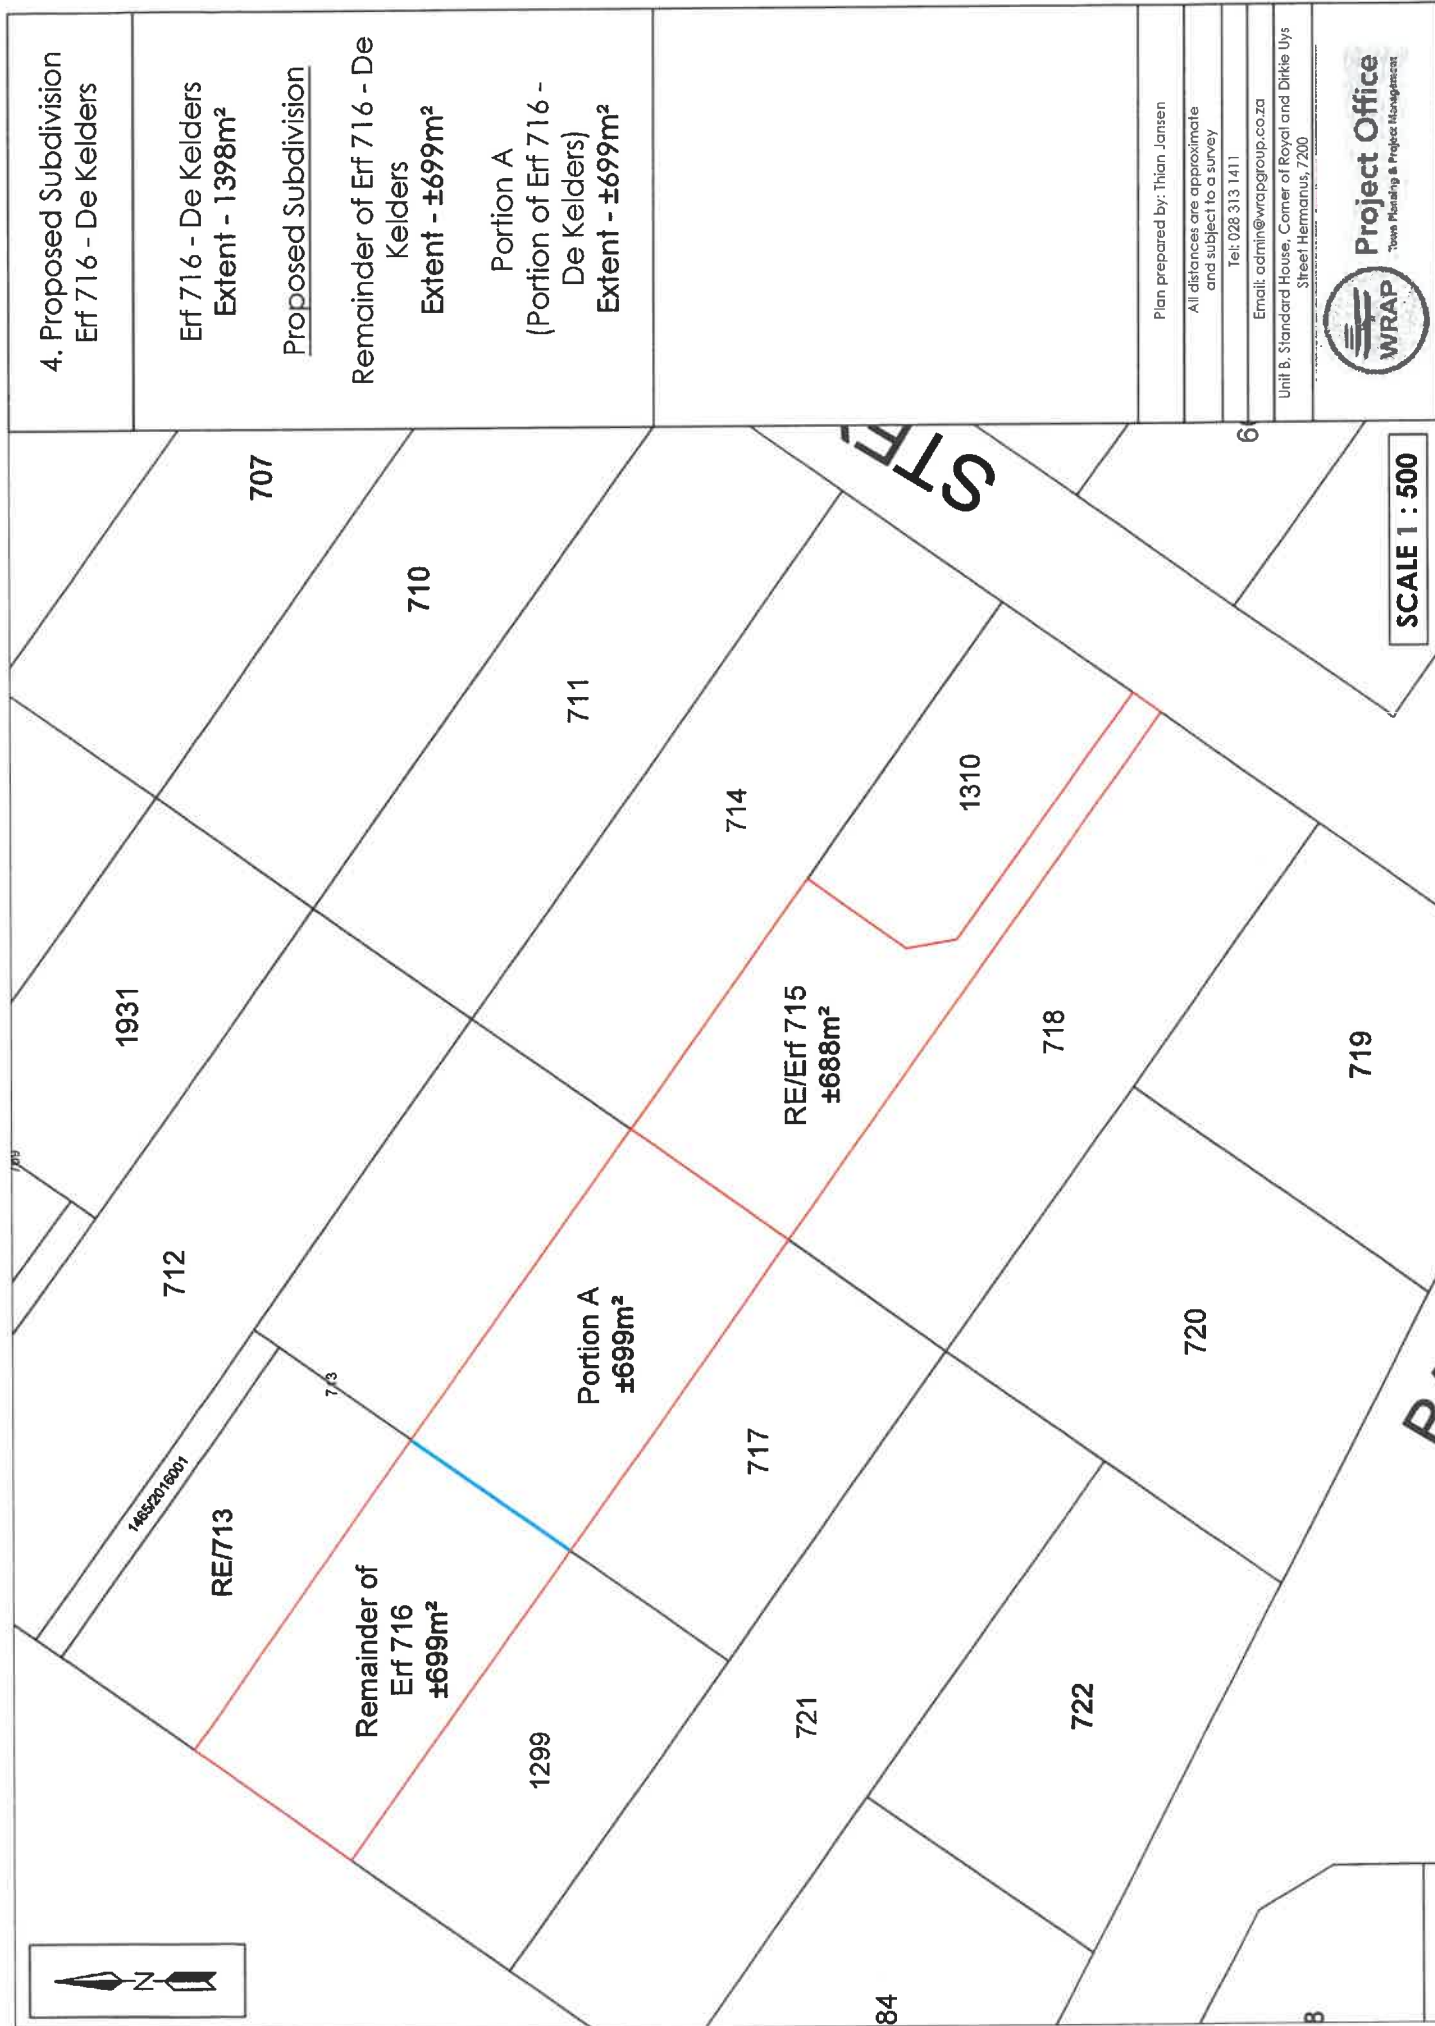 4. Proposed Subdivision
Erf 716 - De Kelders
Erf 716 - De Kelders
Extent - 1398m²
Proposed Subdivision
Remainder of Erf 716 - De
Kelders
Extent - ±699m²
Portion A
(Portion of Erf 716 -
De Kelders)
Extent - ±699m²
Plan prepared by: Thian Jansen
All distances are approximate
and subject to a survey
Tel: 028 313 1411
Email: admin@wrapgroup.co.za
Unit B, Standard House, Corner of Royal and Dirkie Uys
Street Hermanus, 7200
WRAP
Project Office
Town Planning & Project Management
SCALE 1 : 500
N
707
710
711
714
1310
1931
712
713
1465/2016001
RE/713
Remainder of
Erf 716
±699m²
Portion A
±699m²
RE/Erf 715
±688m²
718
719
720
717
1299
721
722
84
STE